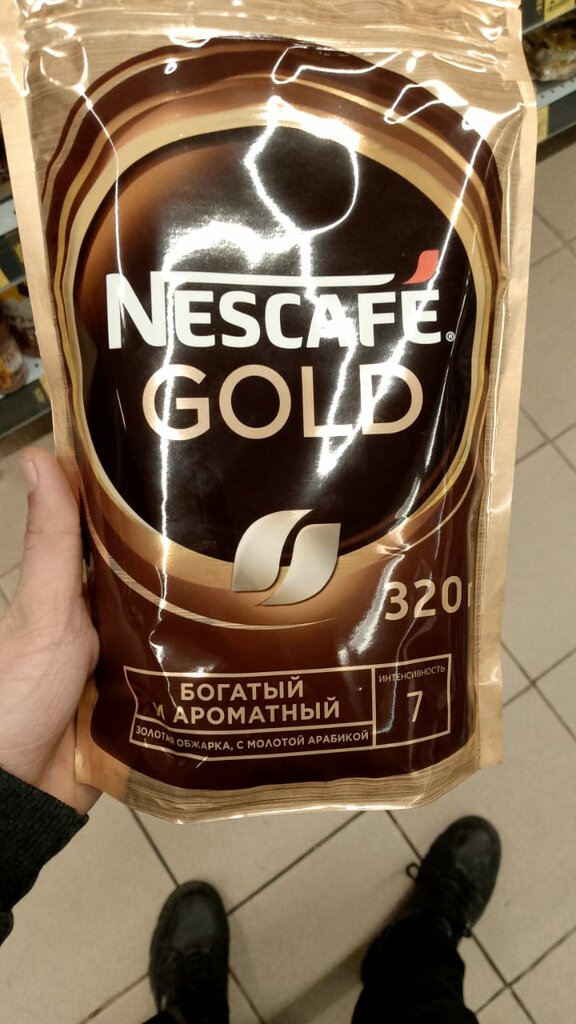 NESCAFÉ®
GOLD
320 г
БОГАТЫЙ
И АРОМАТНЫЙ
ЗОЛОТАЯ ОБЖАРКА, С МОЛОТОЙ АРАБИКОЙ
ИНТЕНСИВНОСТЬ
7